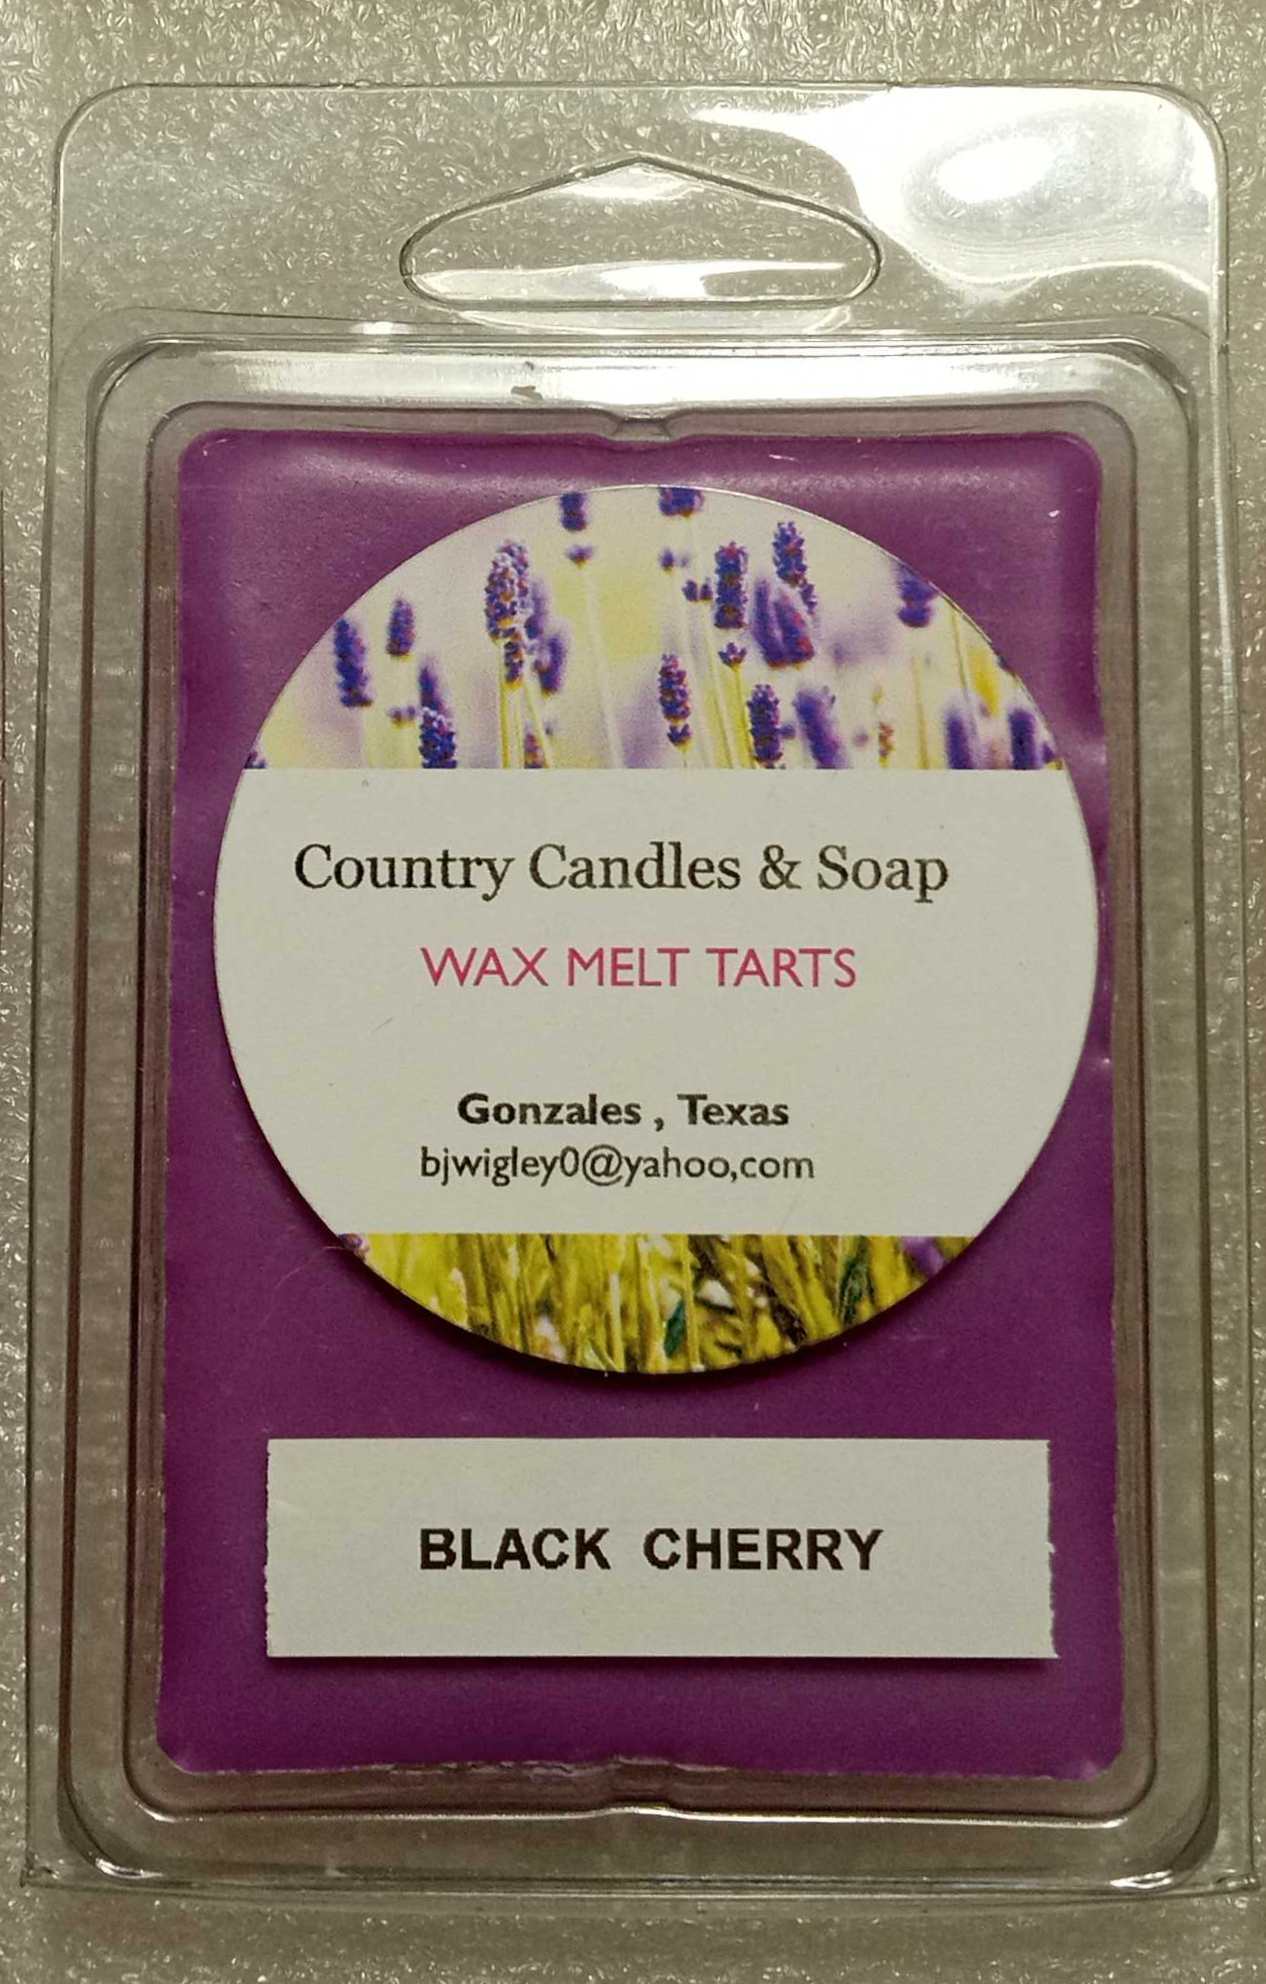 Country Candles & Soap
WAX MELT TARTS
Gonzales , Texas
bjwigley0@yahoo,com
BLACK CHERRY